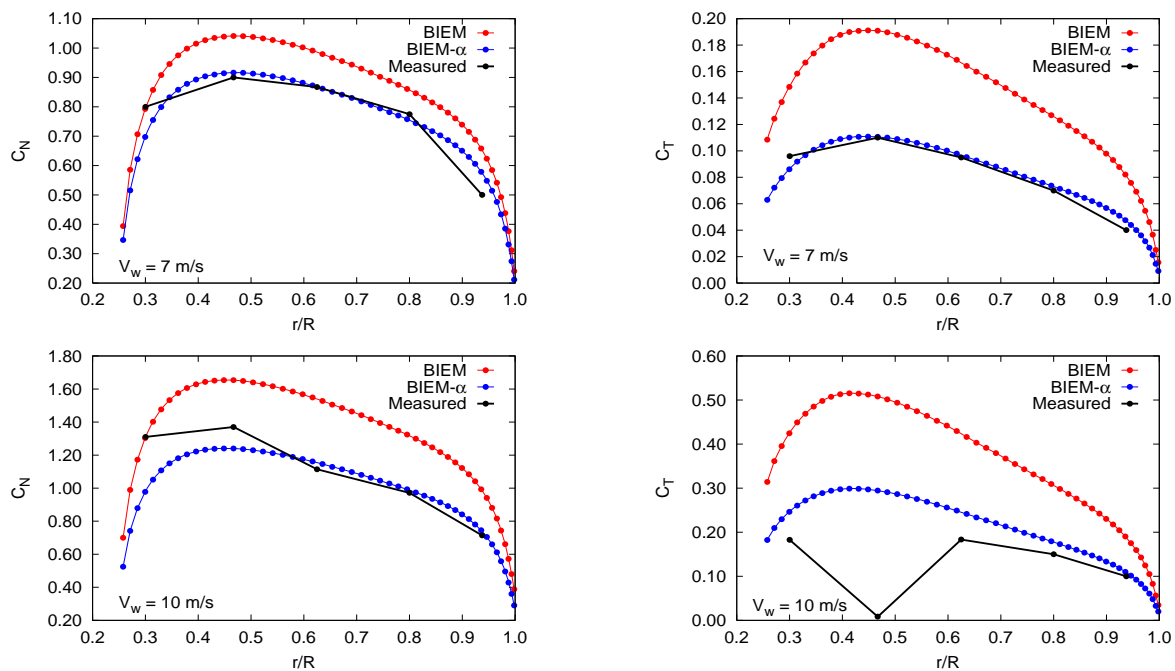 1.10
1.00
0.90
0.80
0.70
0.60
0.50
0.40
0.30
0.20
C_N
BIEM
BIEM-α
Measured
V_w = 7 m/s
0.2 0.3 0.4 0.5 0.6 0.7 0.8 0.9 1.0
r/R
0.20
0.18
0.16
0.14
0.12
0.10
0.08
0.06
0.04
0.02
0.00
C_T
BIEM
BIEM-α
Measured
V_w = 7 m/s
0.2 0.3 0.4 0.5 0.6 0.7 0.8 0.9 1.0
r/R
1.80
1.60
1.40
1.20
1.00
0.80
0.60
0.40
0.20
C_N
BIEM
BIEM-α
Measured
V_w = 10 m/s
0.2 0.3 0.4 0.5 0.6 0.7 0.8 0.9 1.0
r/R
0.60
0.50
0.40
0.30
0.20
0.10
0.00
C_T
BIEM
BIEM-α
Measured
V_w = 10 m/s
0.2 0.3 0.4 0.5 0.6 0.7 0.8 0.9 1.0
r/R